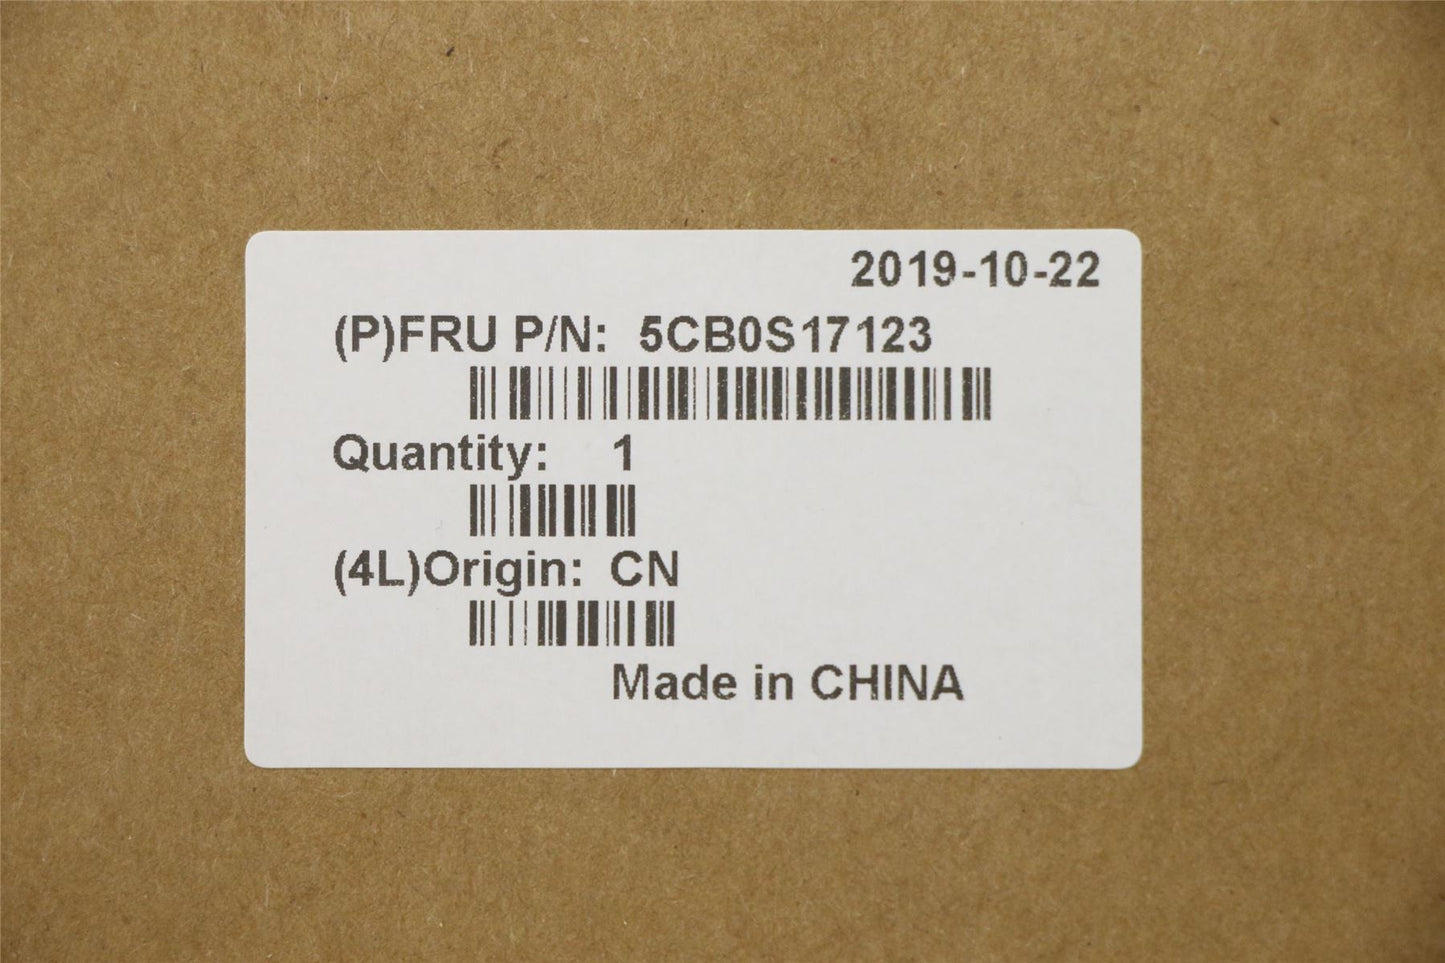 2019-10-22
(P)FRU P/N: 5CB0S17123
Quantity: 1
(4L)Origin: CN
Made in CHINA